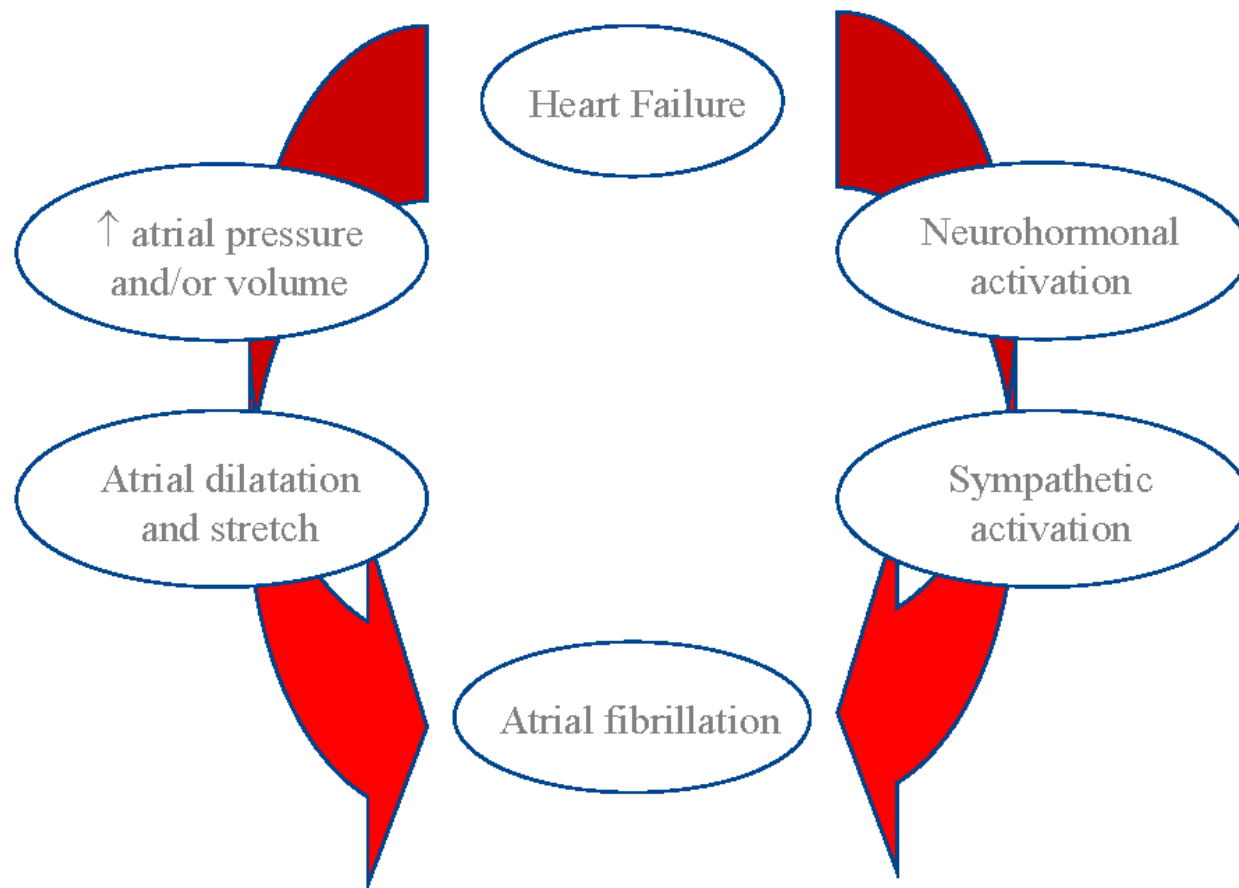 Heart Failure
↑ atrial pressure
and/or volume
Neurohormonal
activation
Atrial dilatation
and stretch
Sympathetic
activation
Atrial fibrillation